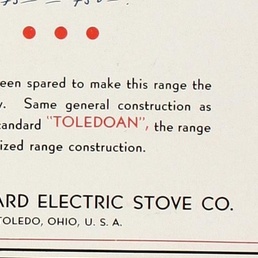 een spared to make this range the
y. Same general construction as
tandard "TOLEDOAN", the range
ized range construction.
ARD ELECTRIC STOVE CO.
TOLEDO, OHIO, U. S. A.